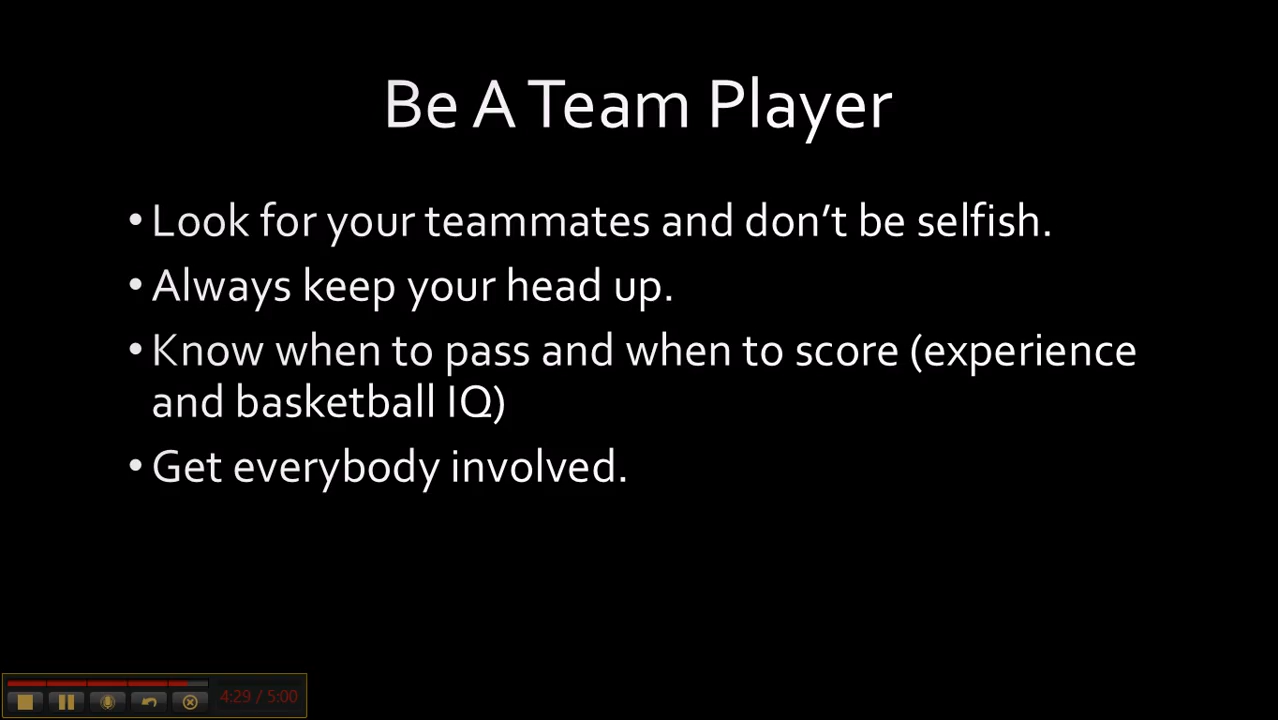 Be A Team Player
• Look for your teammates and don’t be selfish.
• Always keep your head up.
• Know when to pass and when to score (experience
and basketball IQ)
• Get everybody involved.
4:29 / 5:00